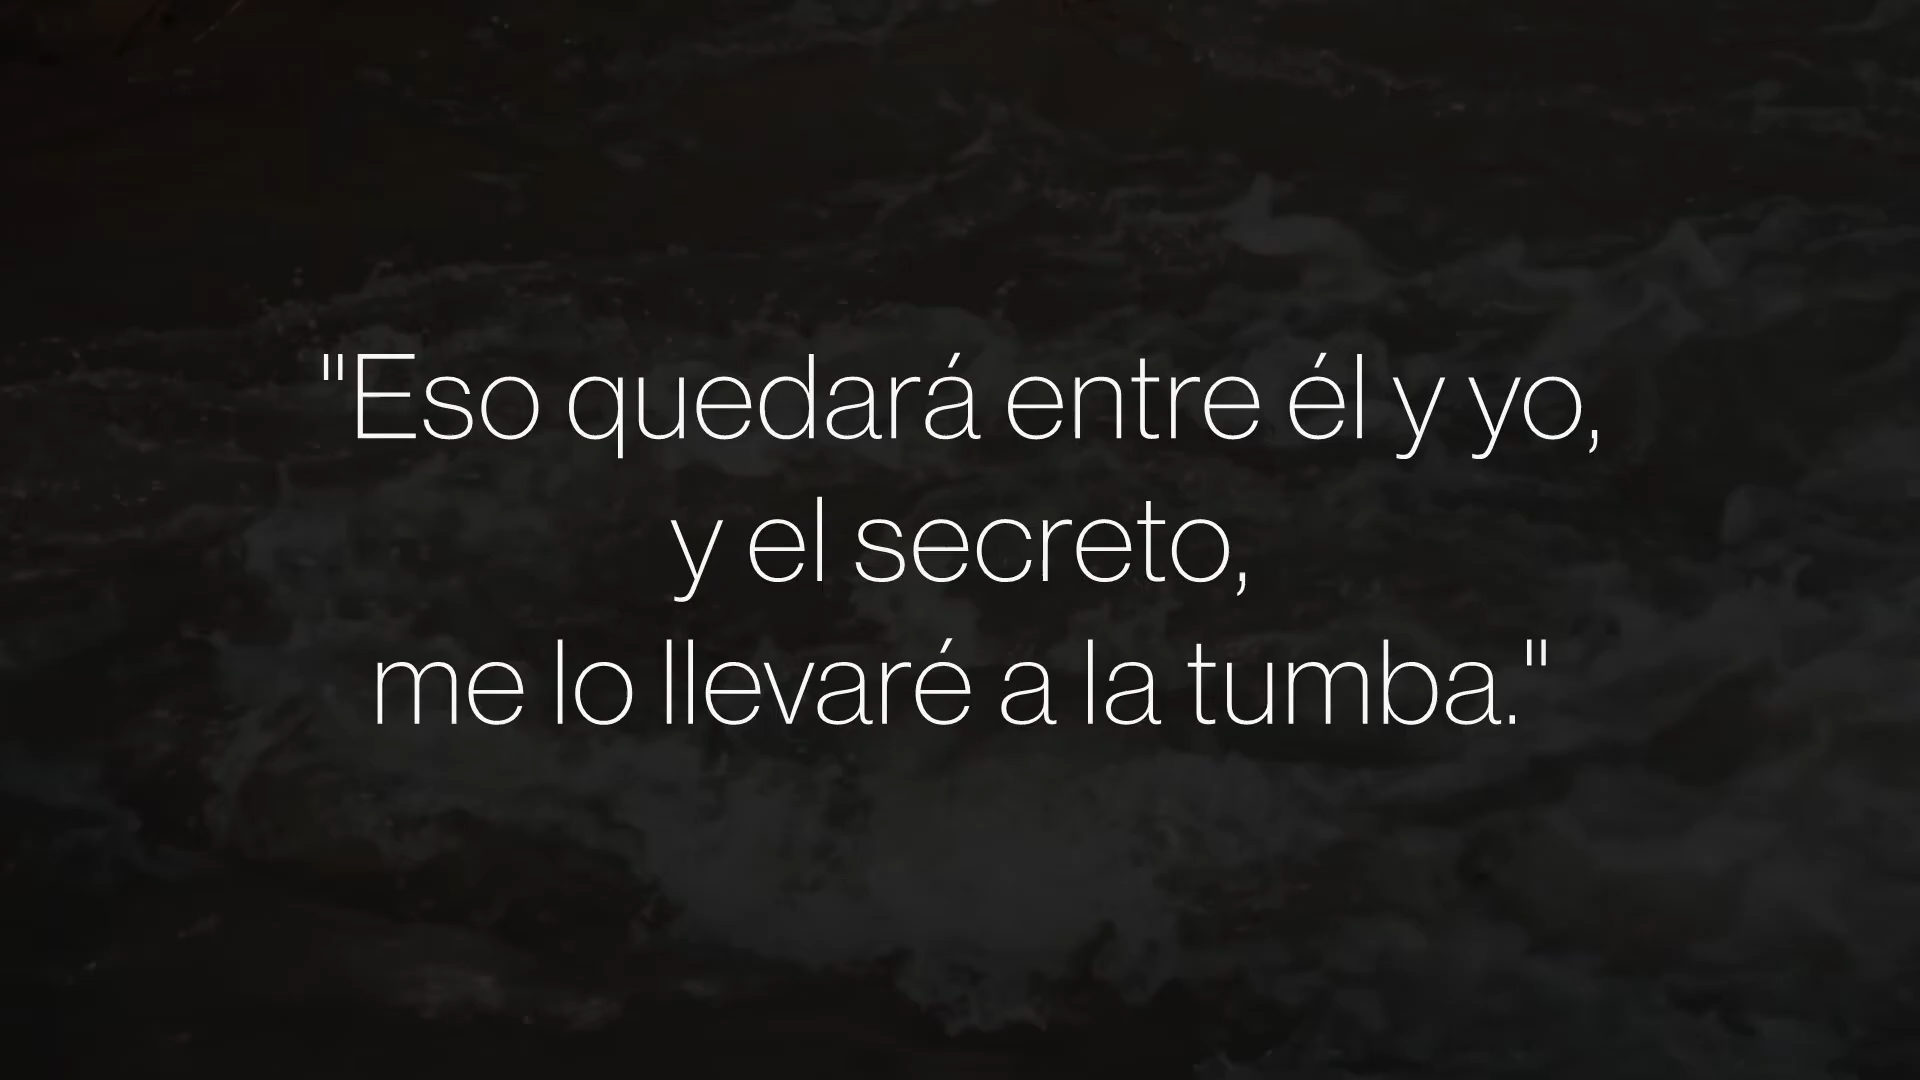 "Eso quedará entre él y yo,
y el secreto,
me lo llevaré a la tumba."